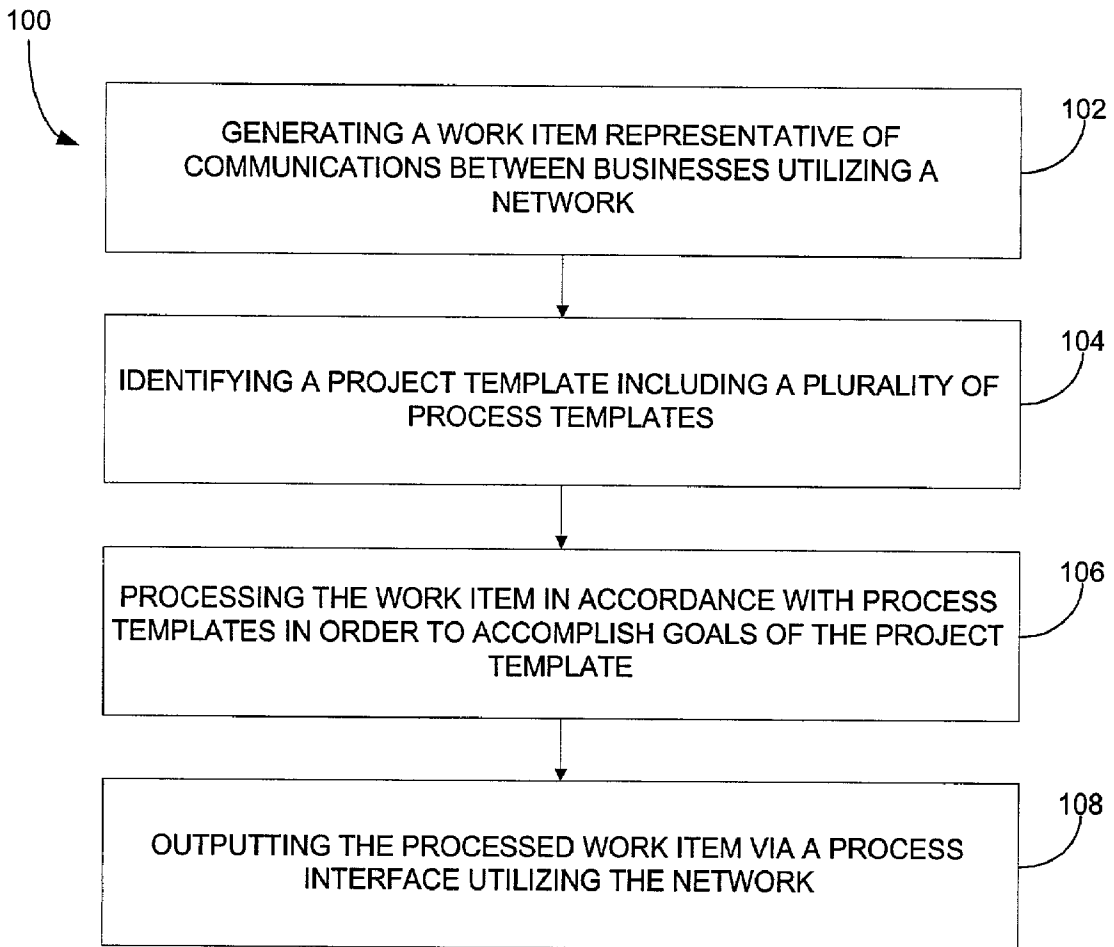 100
102
GENERATING A WORK ITEM REPRESENTATIVE OF
COMMUNICATIONS BETWEEN BUSINESSES UTILIZING A
NETWORK
104
IDENTIFYING A PROJECT TEMPLATE INCLUDING A PLURALITY OF
PROCESS TEMPLATES
106
PROCESSING THE WORK ITEM IN ACCORDANCE WITH PROCESS
TEMPLATES IN ORDER TO ACCOMPLISH GOALS OF THE PROJECT
TEMPLATE
108
OUTPUTTING THE PROCESSED WORK ITEM VIA A PROCESS
INTERFACE UTILIZING THE NETWORK